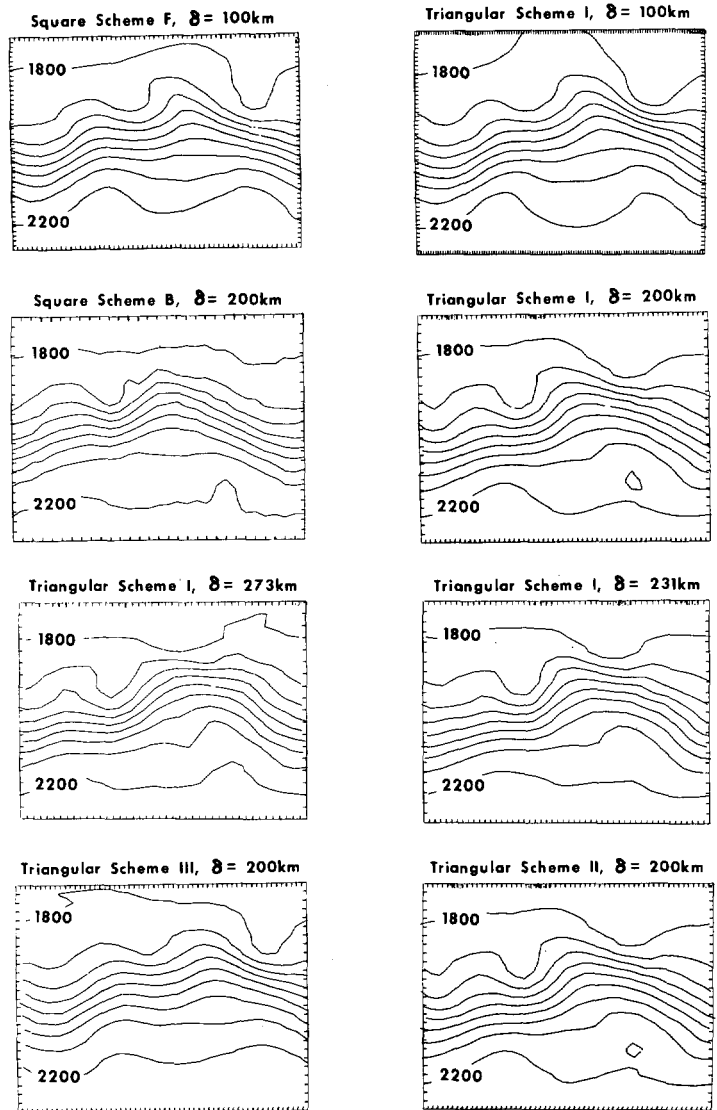 Square Scheme F, δ= 100km
1800
2200
Triangular Scheme I, δ= 100km
1800
2200
Square Scheme B, δ= 200km
1800
2200
Triangular Scheme I, δ= 200km
1800
2200
Triangular Scheme I, δ= 273km
1800
2200
Triangular Scheme I, δ= 231km
1800
2200
Triangular Scheme III, δ= 200km
1800
2200
Triangular Scheme II, δ= 200km
1800
2200